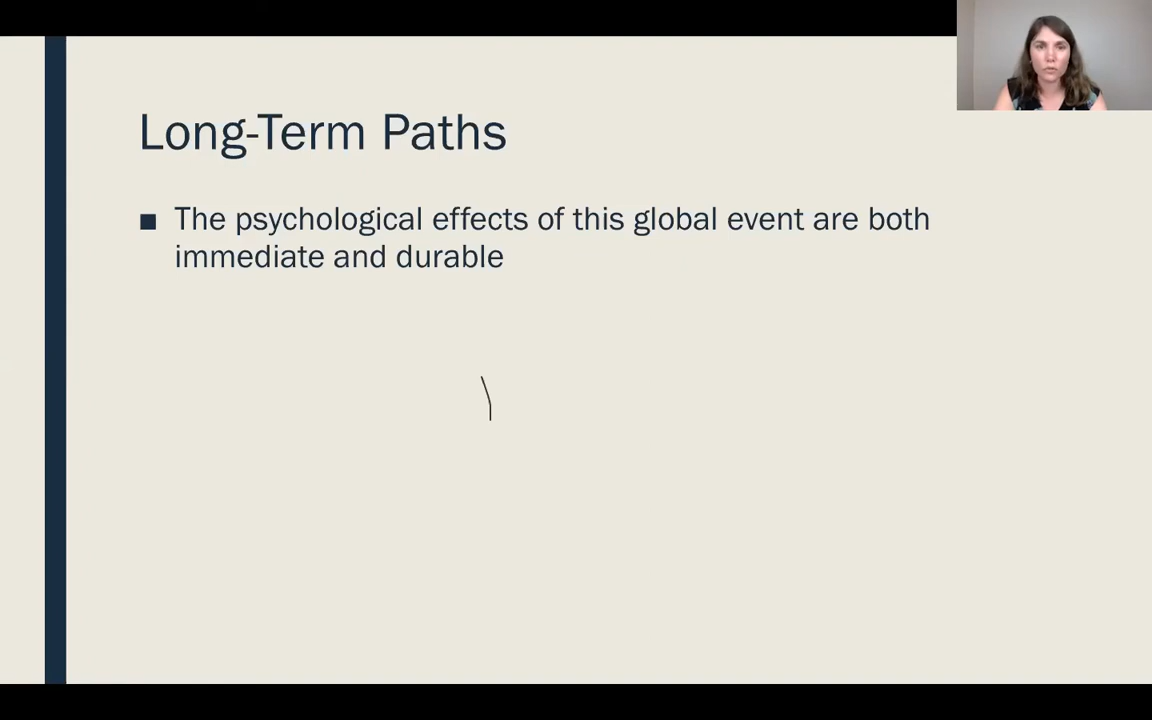 Long-Term Paths
■ The psychological effects of this global event are both
immediate and durable